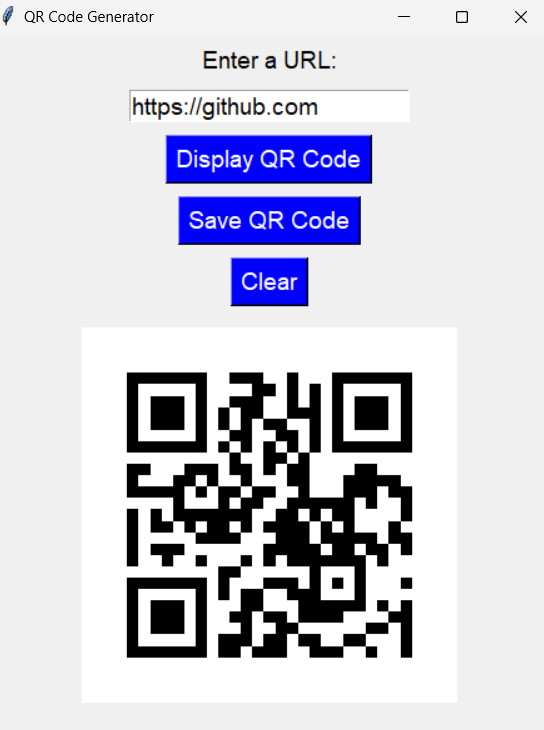 QR Code Generator
Enter a URL:
https://github.com
Display QR Code
Save QR Code
Clear